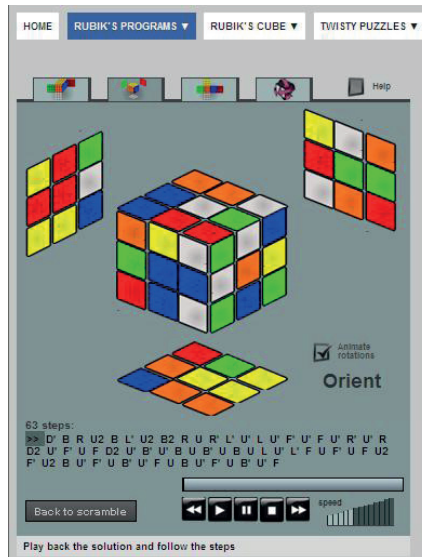 HOME RUBIK'S PROGRAMS ▼ RUBIK'S CUBE ▼ TWISTY PUZZLES ▼
Help
Animate
rotations
Orient
63 steps:
>> D' B R U2 B L' U2 B2 R U R' L' U' L U' F' U' F U' R' U' R
D2 U' F' U F D2 U' B' U' B U B' U B U L U' L' F U F' U F U2
F' U2 B U' F' U B' U' F U B U' F' U B' U' F
Back to scramble
speed
Play back the solution and follow the steps